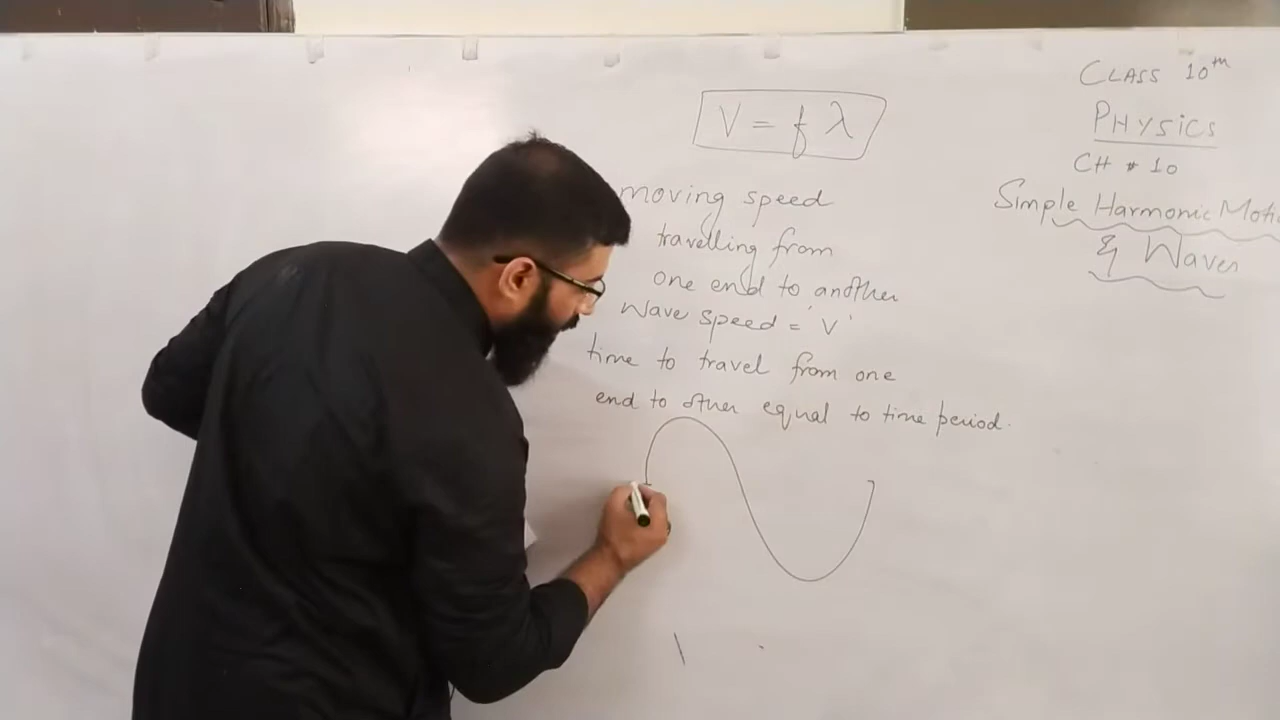 V = f λ
moving speed
travelling from
one end to another
Wave speed = 'V'
time to travel from one
end to other equal to time period.
CLASS 10th
PHYSICS
CH # 10
Simple Harmonic Moti
& Waves